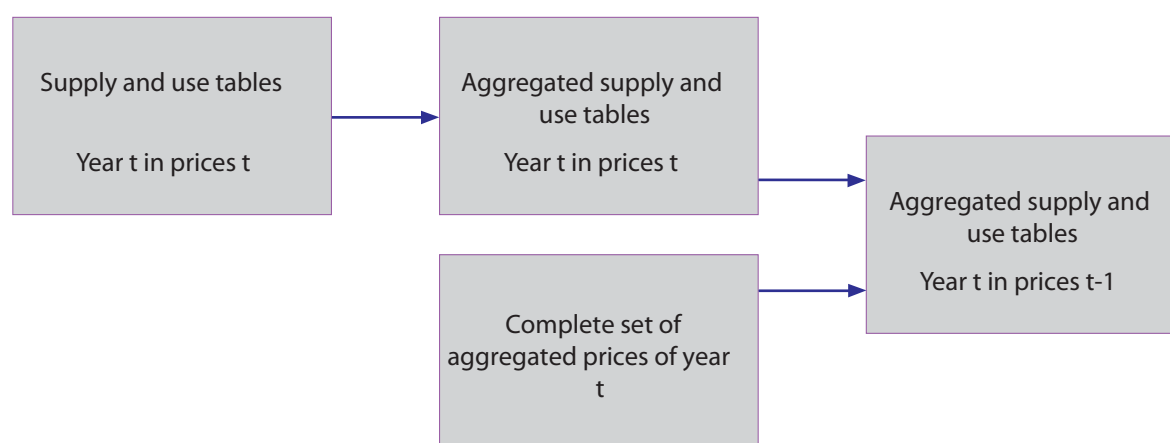 Supply and use tables
Year t in prices t
Aggregated supply and
use tables
Year t in prices t
Complete set of
aggregated prices of year
t
Aggregated supply and
use tables
Year t in prices t-1